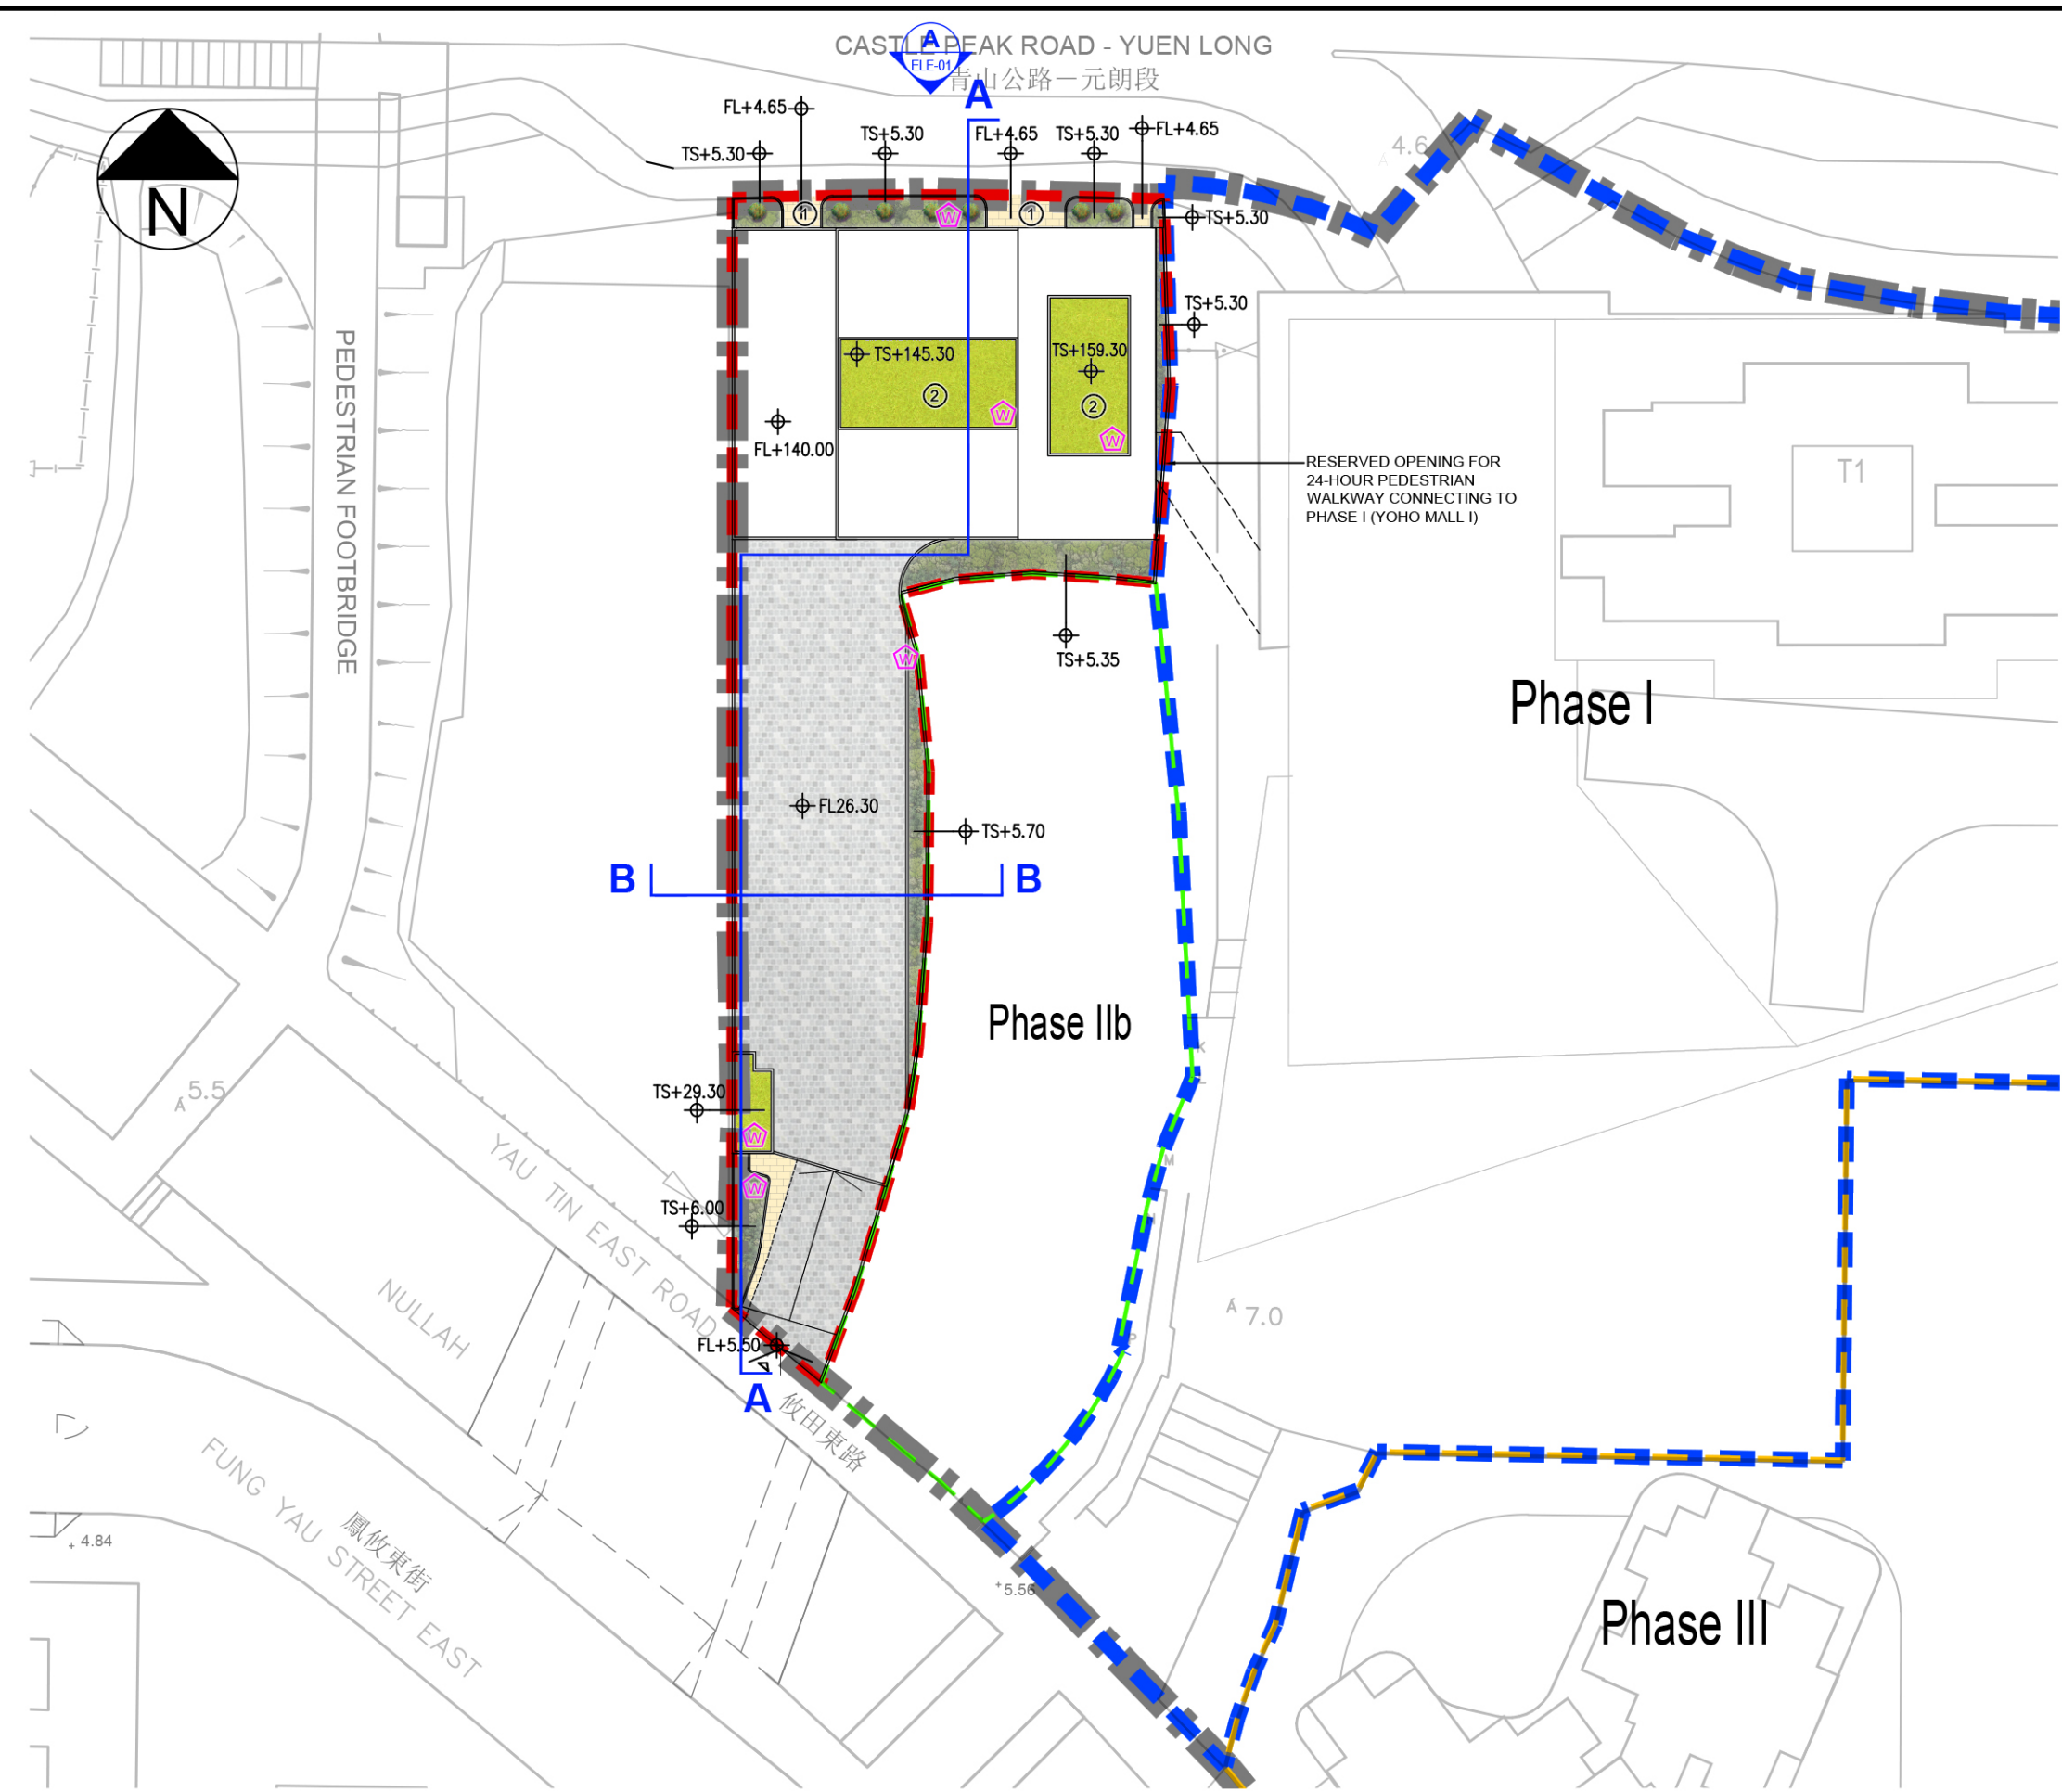 CASTLE PEAK ROAD - YUEN LONG
青山公路－元朗段
A
ELE-01
A
N
FL+4.65
TS+5.30
TS+5.30
FL+4.65
TS+5.30
FL+4.65
4.6
1
W
1
TS+5.30
TS+5.30
TS+145.30
2
W
TS+159.30
2
W
FL+140.00
PEDESTRIAN FOOTBRIDGE
RESERVED OPENING FOR
24-HOUR PEDESTRIAN
WALKWAY CONNECTING TO
PHASE I (YOHO MALL I)
T1
W
TS+5.35
Phase I
FL26.30
TS+5.70
B
B
Phase IIb
TS+29.30
W
5.5
W
TS+6.00
YAU TIN EAST ROAD
攸田東路
NULLAH
FL+5.50
A
7.0
M
FUNG YAU STREET EAST
鳳攸東街
4.84
5.56
Phase III